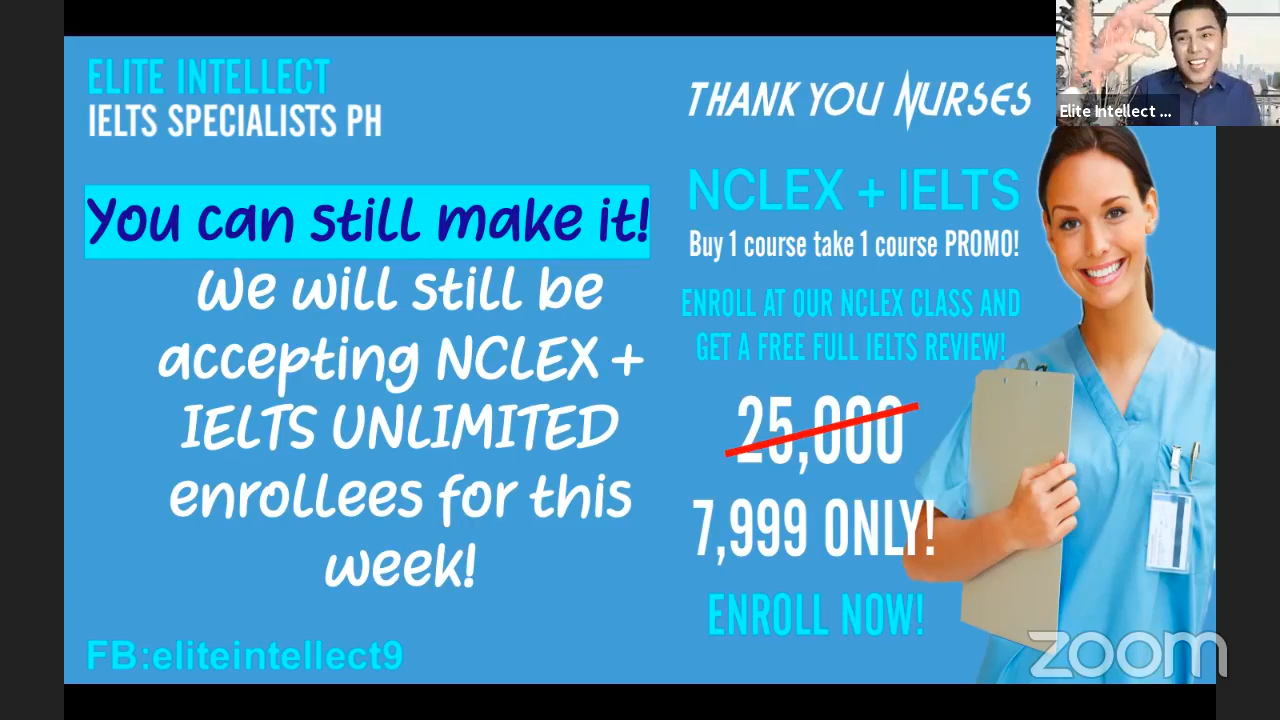 ELITE INTELLECT
IELTS SPECIALISTS PH
You can still make it!
We will still be
accepting NCLEX +
IELTS UNLIMITED
enrollees for this
week!
FB:eliteintellect9
THANK YOU NURSES
NCLEX + IELTS
Buy 1 course take 1 course PROMO!
ENROLL AT OUR NCLEX CLASS AND
GET A FREE FULL IELTS REVIEW!
25,000
7,999 ONLY!
ENROLL NOW!
Elite Intellect ...
zoom